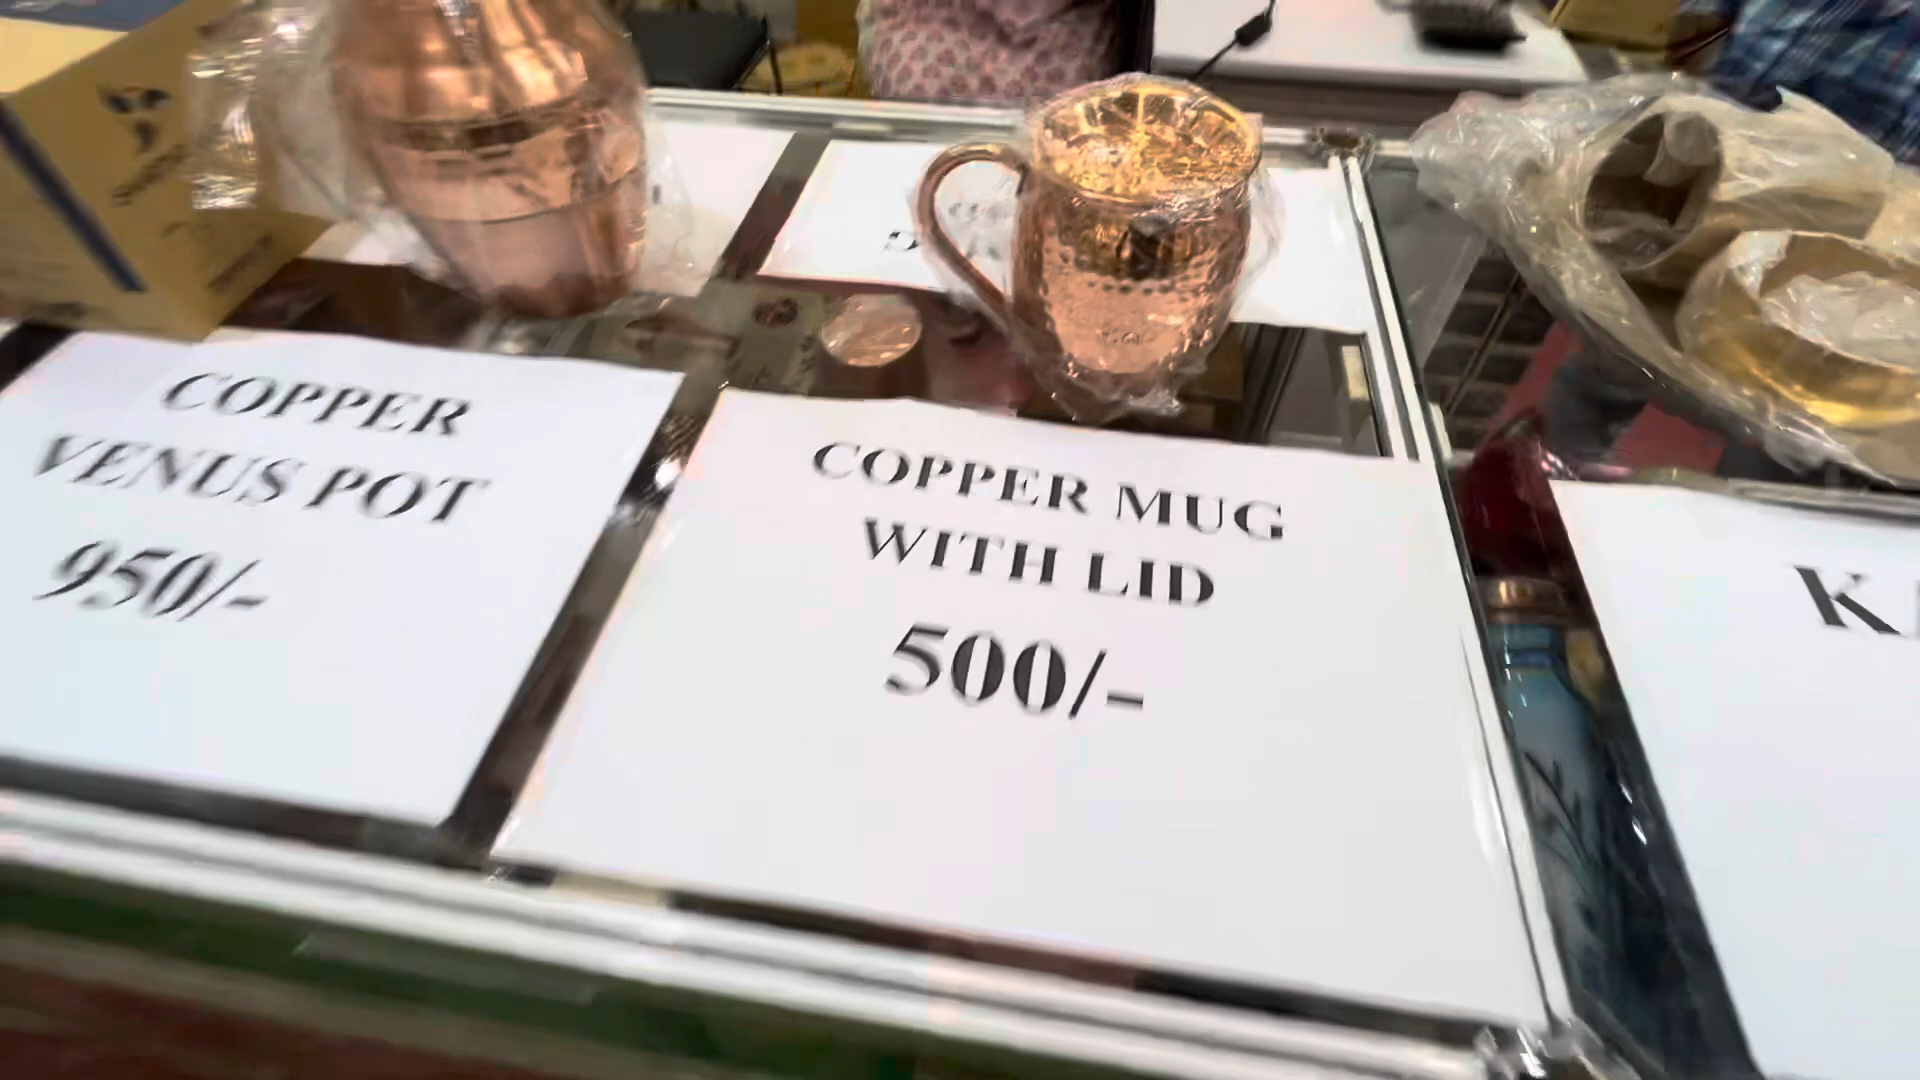 COPPER
VENUS POT
950/-
COPPER MUG
WITH LID
500/-